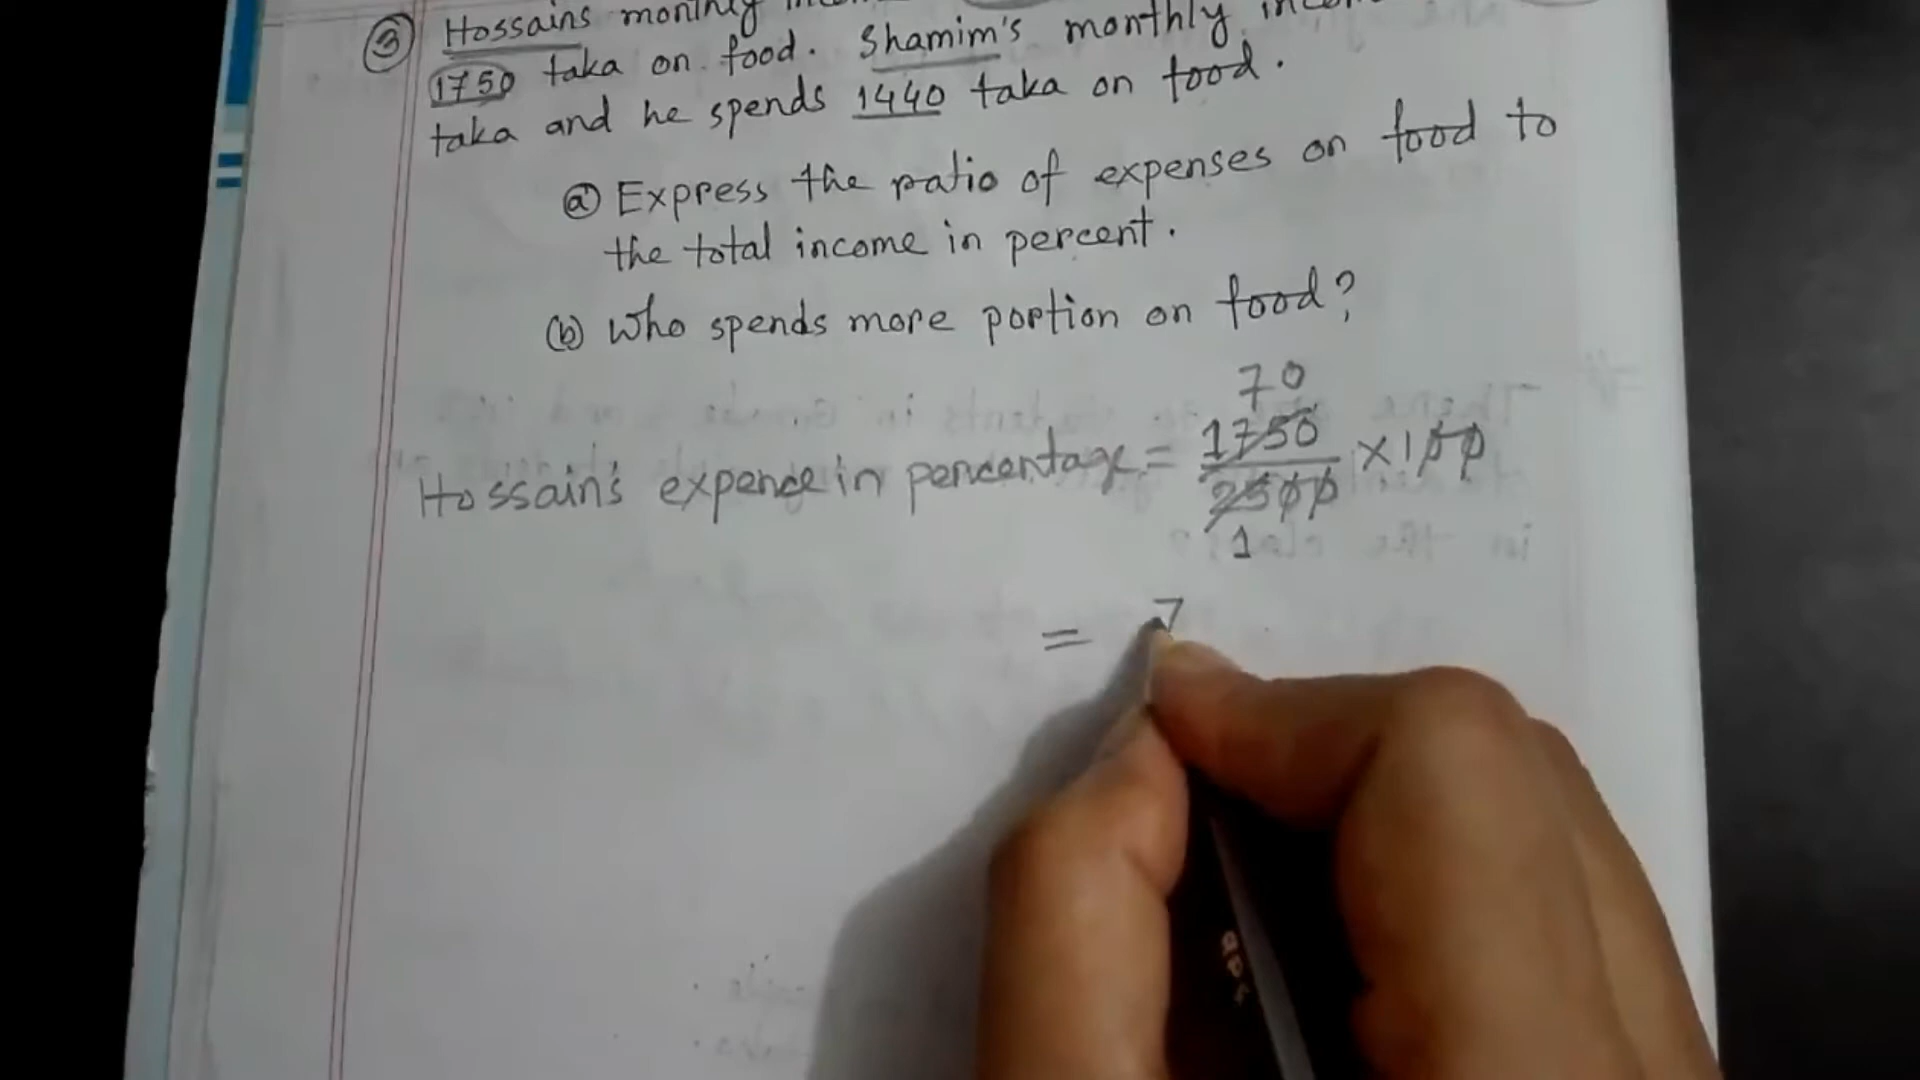 ③ Hossains monthly
1750 taka on food. Shamim's monthly
taka and he spends 1440 taka on food.
ⓐ Express the ratio of expenses on food to
the total income in percent.
(b) Who spends more portion on food?
70
Hossain's expence in percentage = 1750/2500 × 100
1
= 7